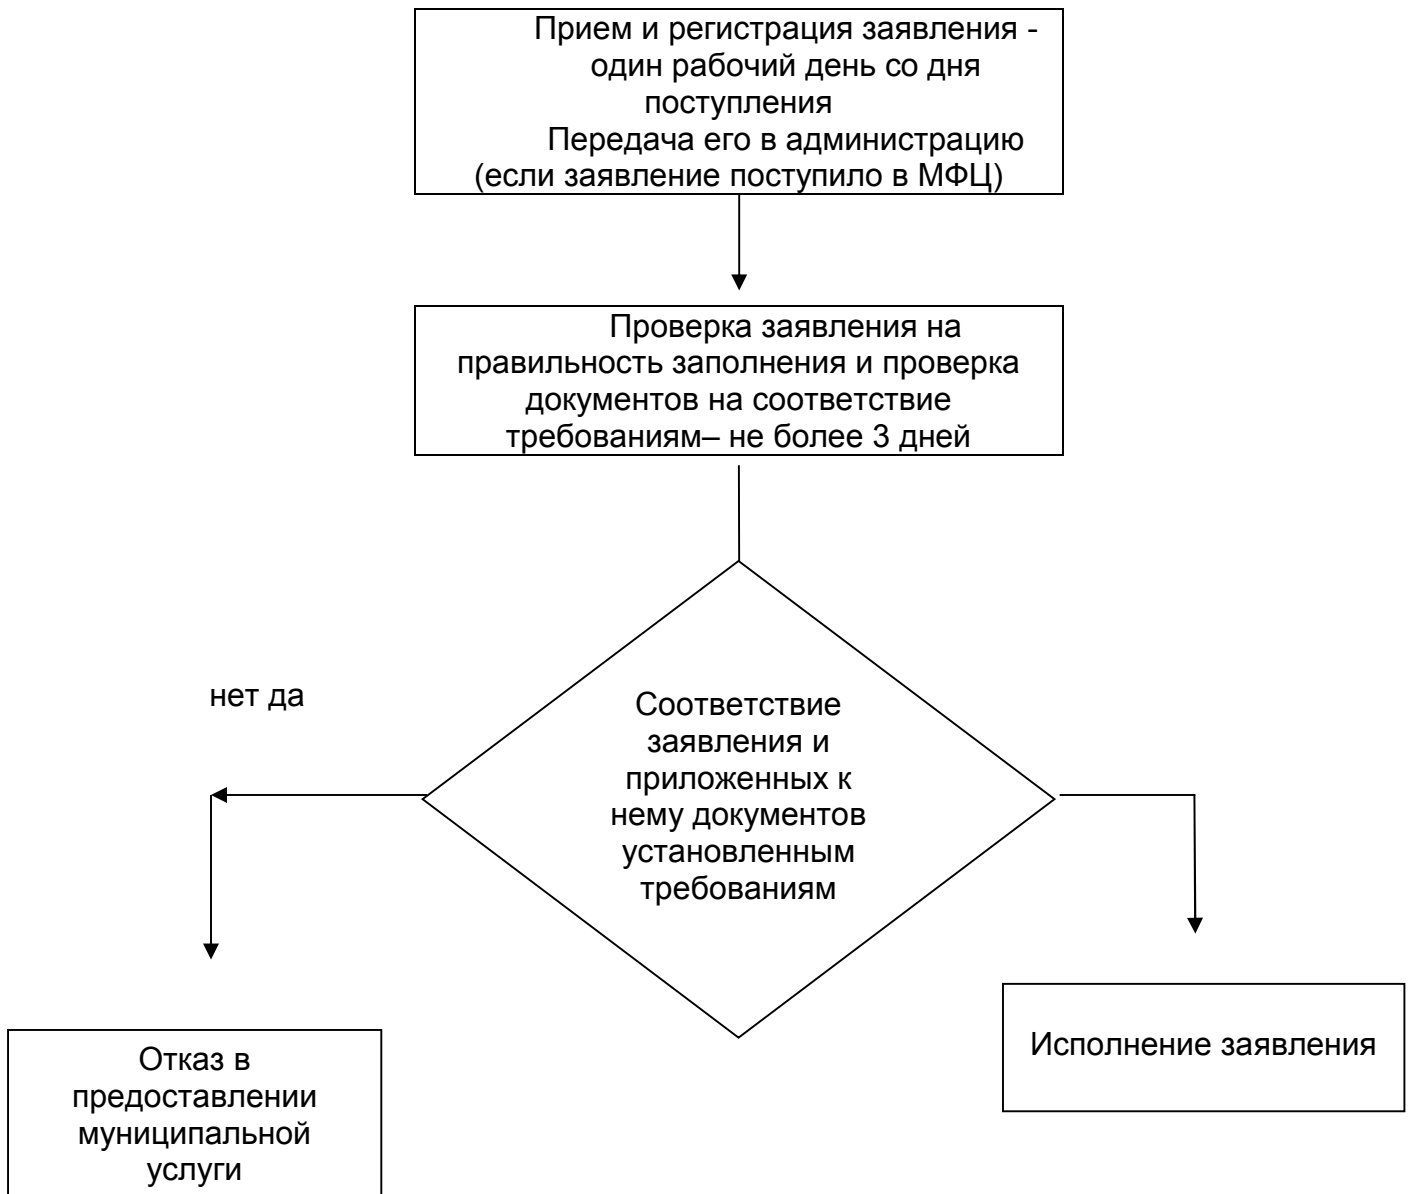 Прием и регистрация заявления -
один рабочий день со дня
поступления
Передача его в администрацию
(если заявление поступило в МФЦ)
Проверка заявления на
правильность заполнения и проверка
документов на соответствие
требованиям– не более 3 дней
нет да
Соответствие
заявления и
приложенных к
нему документов
установленным
требованиям
Исполнение заявления
Отказ в
предоставлении
муниципальной
услуги